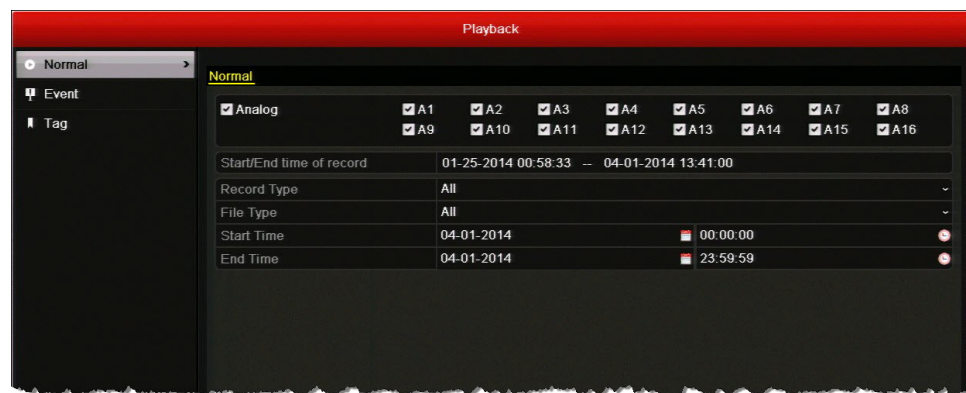 Playback
Normal
Event
Tag
Normal
Analog A1 A2 A3 A4 A5 A6 A7 A8
A9 A10 A11 A12 A13 A14 A15 A16
Start/End time of record 01-25-2014 00:58:33 -- 04-01-2014 13:41:00
Record Type All
File Type All
Start Time 04-01-2014 00:00:00
End Time 04-01-2014 23:59:59